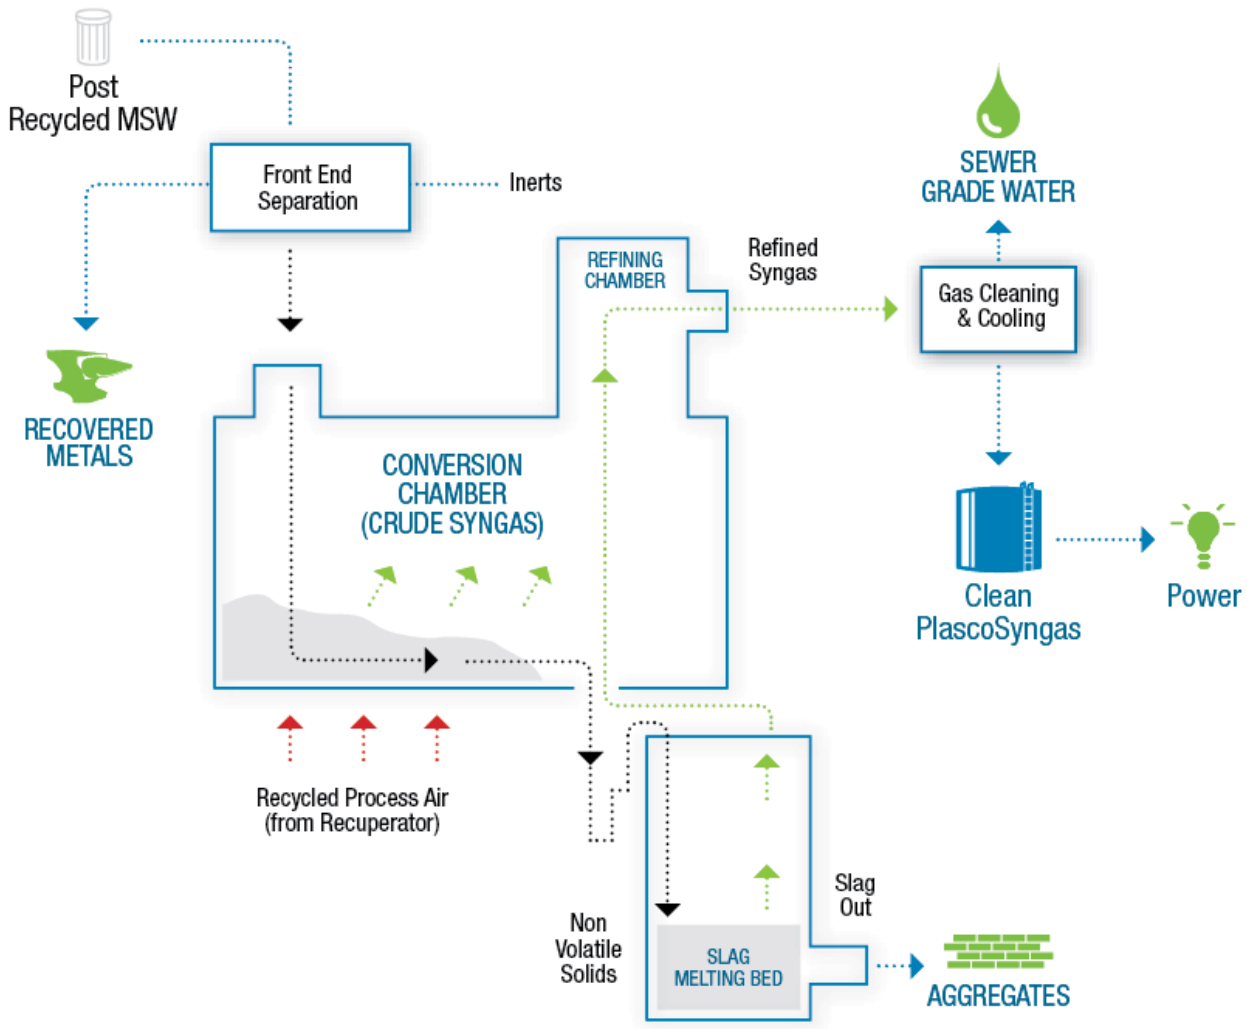 Post
Recycled MSW
Front End
Separation
Inerts
SEWER
GRADE WATER
REFINING
CHAMBER
Refined
Syngas
Gas Cleaning
& Cooling
RECOVERED
METALS
CONVERSION
CHAMBER
(CRUDE SYNGAS)
Clean
PlascoSyngas
Power
Recycled Process Air
(from Recuperator)
Non
Volatile
Solids
Slag
Out
SLAG
MELTING BED
AGGREGATES